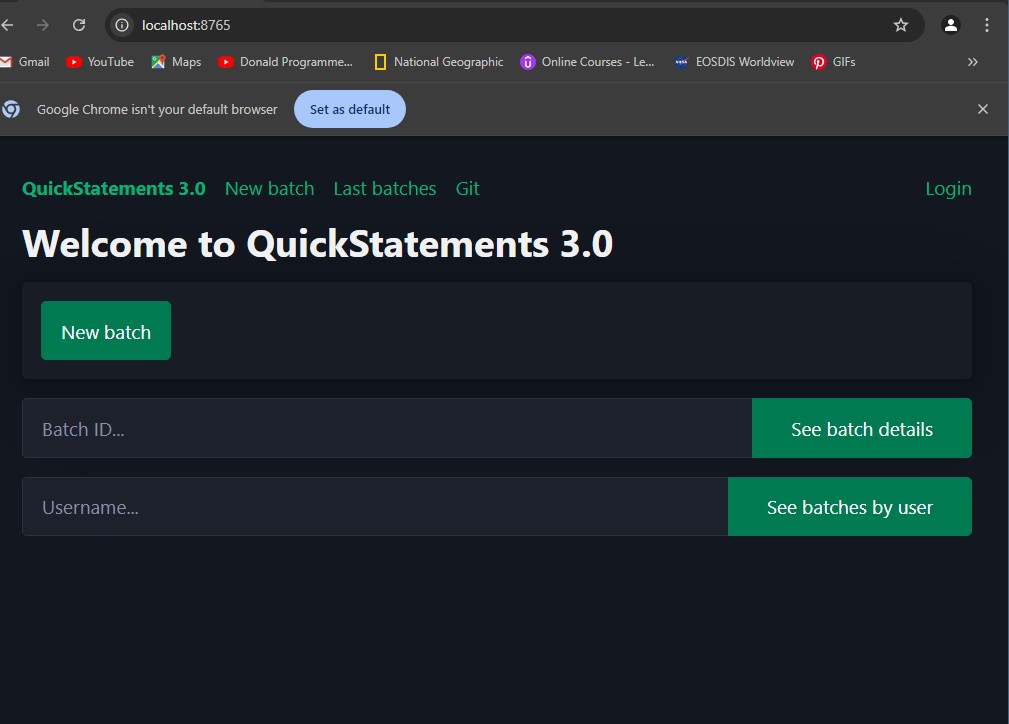 localhost:8765
Gmail YouTube Maps Donald Programme... National Geographic Online Courses - Le... EOSDIS Worldview GIFs »
Google Chrome isn't your default browser Set as default
QuickStatements 3.0 New batch Last batches Git Login
Welcome to QuickStatements 3.0
New batch
Batch ID... See batch details
Username... See batches by user